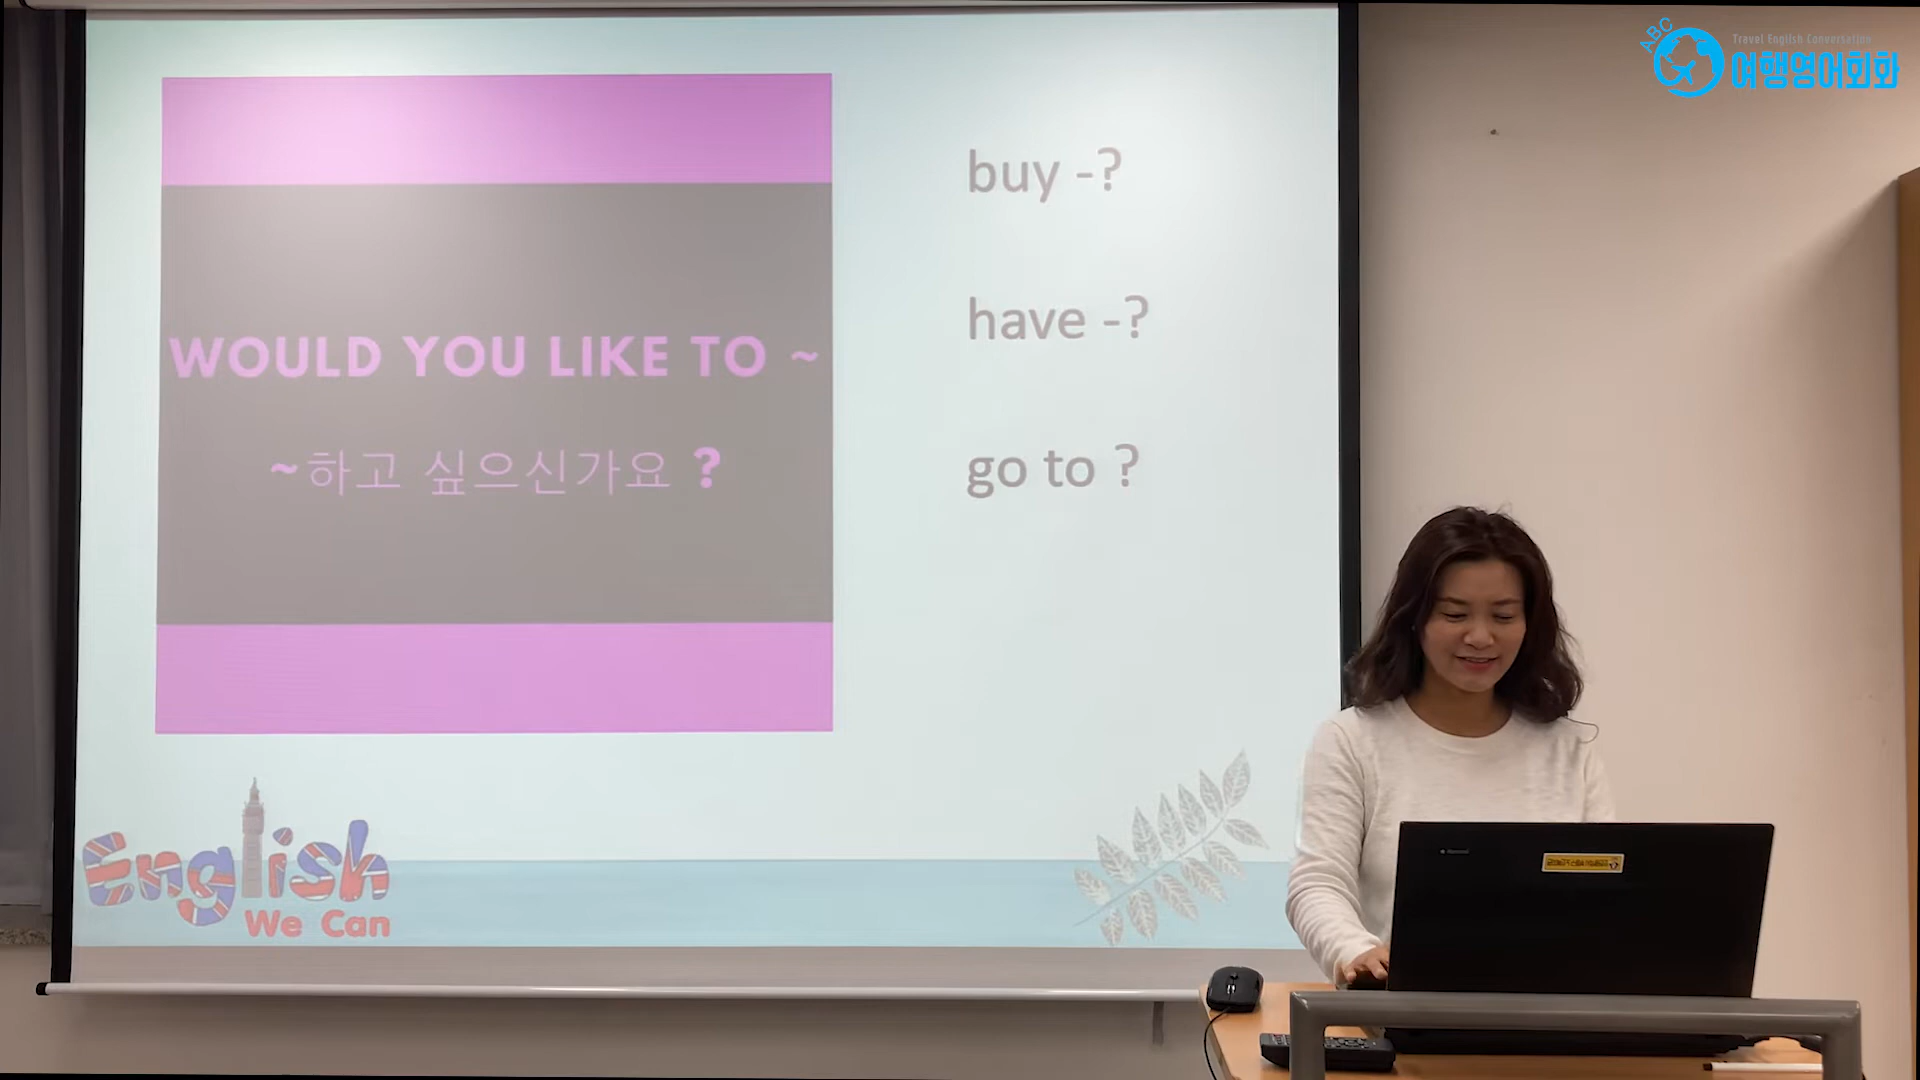 ABC
Travel English Conversation
여행영어회화
WOULD YOU LIKE TO ~
~하고 싶으신가요 ?
buy -?
have -?
go to ?
English
We Can